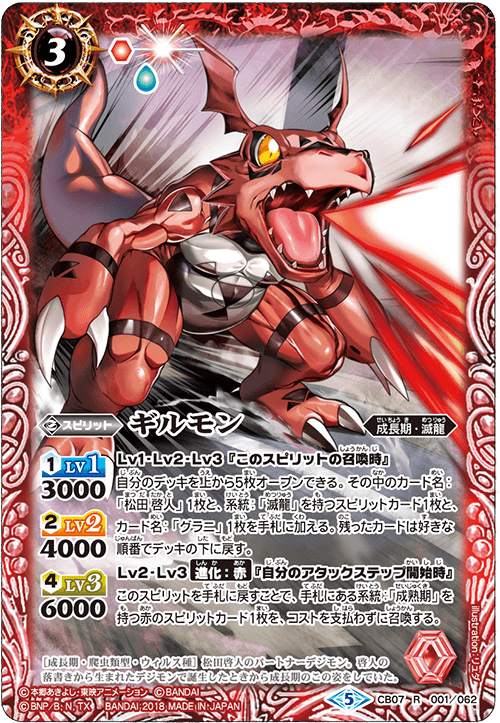 3
ギルモン
スピリット
成長期・滅龍
1 LV1
3000
2 LV2
4000
4 LV3
6000
Lv1・Lv2・Lv3『このスピリットの召喚時』
自分のデッキを上から5枚オープンできる。その中のカード名：
「松田 啓人」1枚と、系統：「滅龍」を持つスピリットカード1枚と、
カード名：「グラニ」1枚を手札に加える。残ったカードは好きな
順番でデッキの下に戻す。
Lv2・Lv3 進化：赤 『自分のアタックステップ開始時』
このスピリットを手札に戻すことで、手札にある系統：「成熟期」を
持つ赤のスピリットカード1枚を、コストを支払わずに召喚する。
[成長期・爬虫類型・ウィルス種] 松田啓人のパートナーデジモン。啓人の
落書きから生まれたデジモンで誕生したときから成長期のこの姿をしていた。
©本郷あきよし・東映アニメーション ©BANDAI
©BNP/B, N, TX BANDAI 2018 MADE IN JAPAN
5
CB07 R 001/062